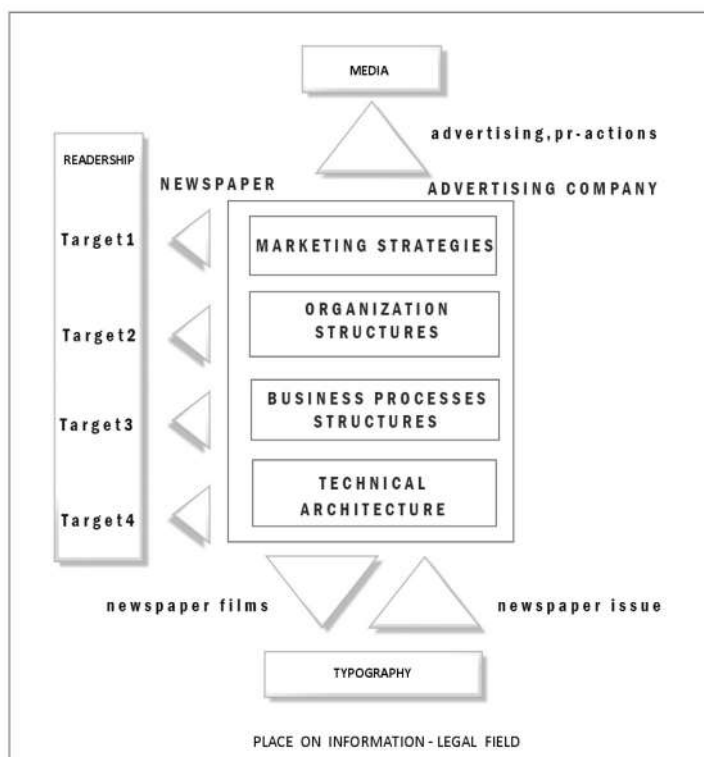 MEDIA
advertising,pr-actions
READERSHIP
NEWSPAPER
ADVERTISING COMPANY
Target1
MARKETING STRATEGIES
Target2
ORGANIZATION
STRUCTURES
Target3
BUSINESS PROCESSES
STRUCTURES
Target4
TECHNICAL
ARCHITECTURE
newspaper films
newspaper issue
TYPOGRAPHY
PLACE ON INFORMATION - LEGAL FIELD